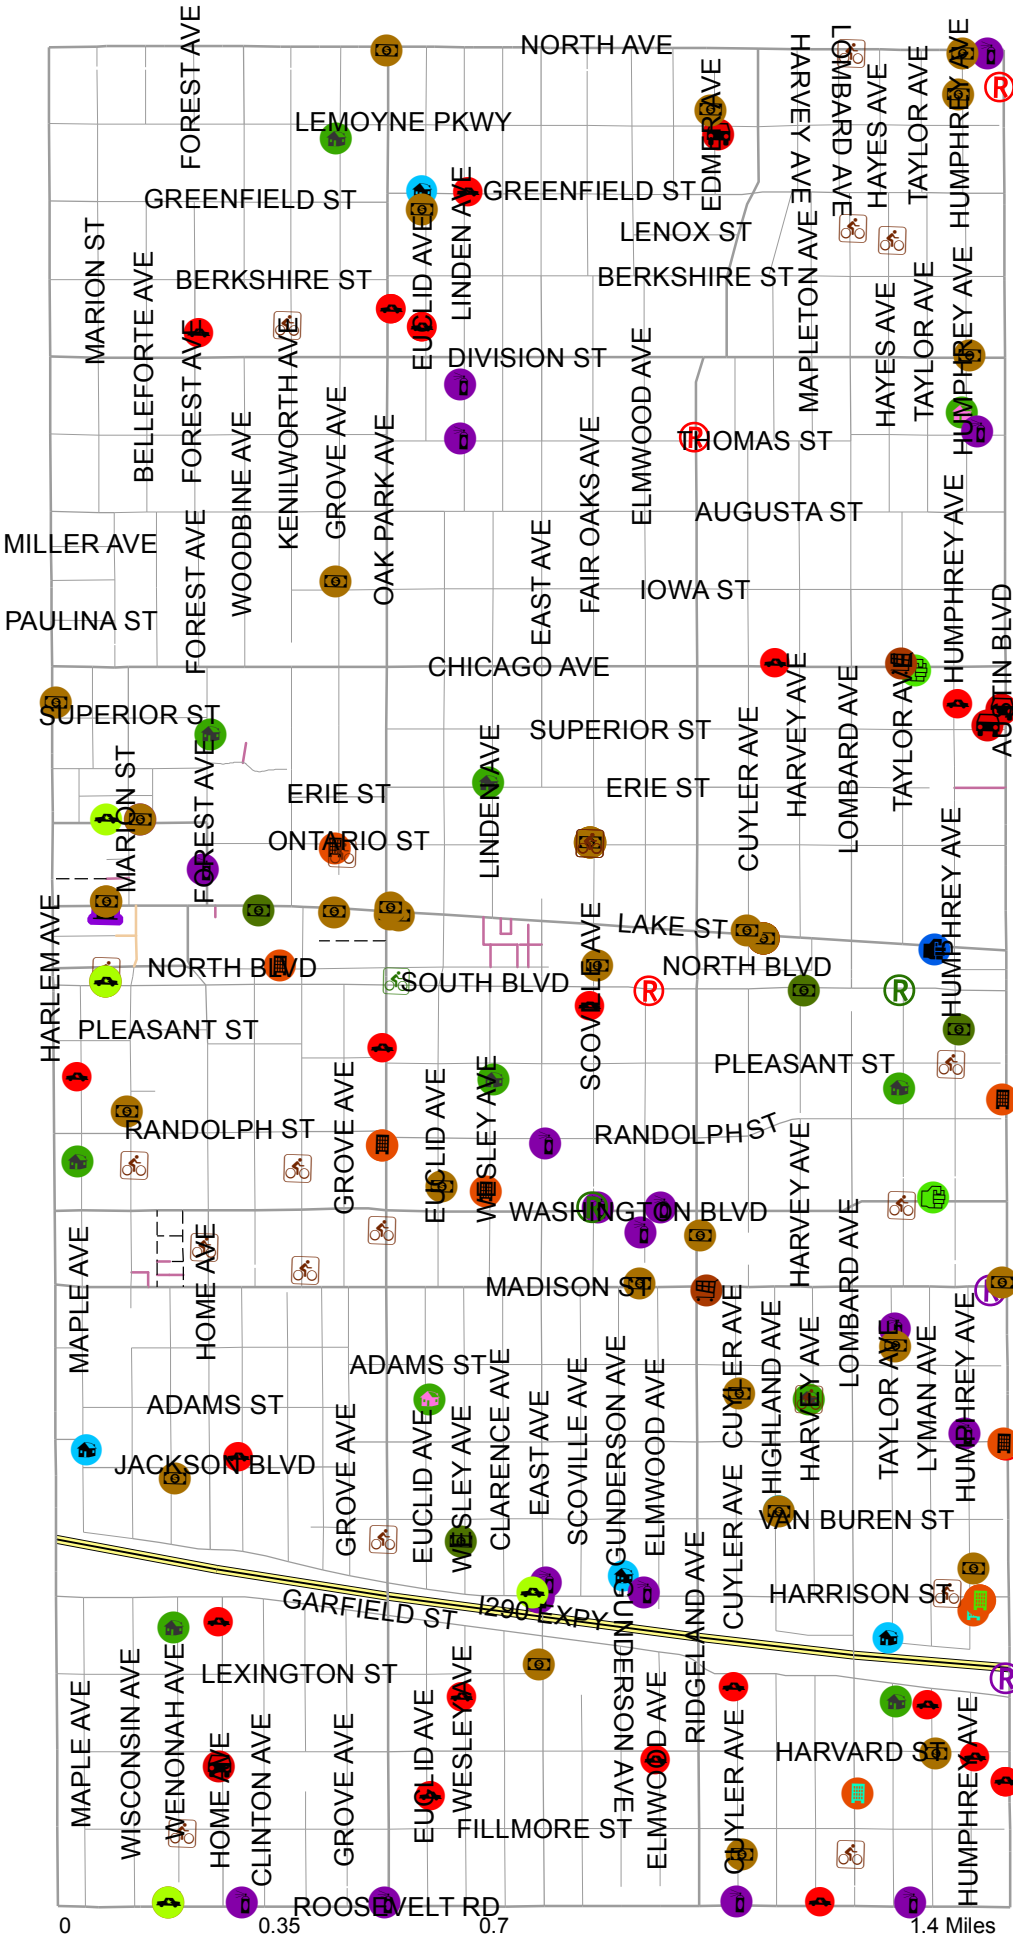 NORTH AVE
FOREST AVE
LEMOYNE PKWY
EDMER AVE
HARVEY AVE
LOMBARD AVE
HAYES AVE
TAYLOR AVE
HUMPHREY AVE
R
GREENFIELD ST
GREENFIELD ST
LINDEN AVE
EUCLID AVE
LENOX ST
MARION ST
BERKSHIRE ST
BERKSHIRE ST
BELLEFORTE AVE
FOREST AVE
KENILWORTH AVE
MAPLETON AVE
HAYES AVE
TAYLOR AVE
HUMPHREY AVE
DIVISION ST
ELMWOOD AVE
WOODBINE AVE
GROVE AVE
OAK PARK AVE
FAIR OAKS AVE
R
THOMAS ST
AUGUSTA ST
MILLER AVE
FOREST AVE
EAST AVE
IOWA ST
HUMPHREY AVE
PAULINA ST
AUSTIN BLVD
CHICAGO AVE
HARVEY AVE
LOMBARD AVE
TAYLOR AVE
SUPERIOR ST
SUPERIOR ST
CUYLER AVE
MARION ST
FOREST AVE
LINDEN AVE
ERIE ST
ERIE ST
ONTARIO ST
HUMPHREY AVE
HARLEM AVE
LAKE ST
SCOVILLE AVE
NORTH BLVD
NORTH BLVD
SOUTH BLVD
R
R
PLEASANT ST
PLEASANT ST
GROVE AVE
EUCLID AVE
WESLEY AVE
RANDOLPH ST
RANDOLPH ST
HARVEY AVE
WASHINGTON BLVD
R
MAPLE AVE
HOME AVE
LOMBARD AVE
MADISON ST
R
CUYLER AVE
HIGHLAND AVE
HARVEY AVE
TAYLOR AVE
LYMAN AVE
HUMPHREY AVE
ADAMS ST
ADAMS ST
GROVE AVE
EUCLID AVE
WESLEY AVE
CLARENCE AVE
EAST AVE
SCOVILLE AVE
GUNDERSON AVE
ELMWOOD AVE
JACKSON BLVD
CUYLER AVE
VAN BUREN ST
RIDGELAND AVE
HARRISON ST
GARFIELD ST
I290 EXPY
GUNDERSON AVE
R
LEXINGTON ST
MAPLE AVE
WISCONSIN AVE
WENONAH AVE
HOME AVE
CLINTON AVE
GROVE AVE
EUCLID AVE
WESLEY AVE
ELMWOOD AVE
CUYLER AVE
HARVARD ST
HUMPHREY AVE
FILLMORE ST
ROOSEVELT RD
0 0.35 0.7 1.4 Miles